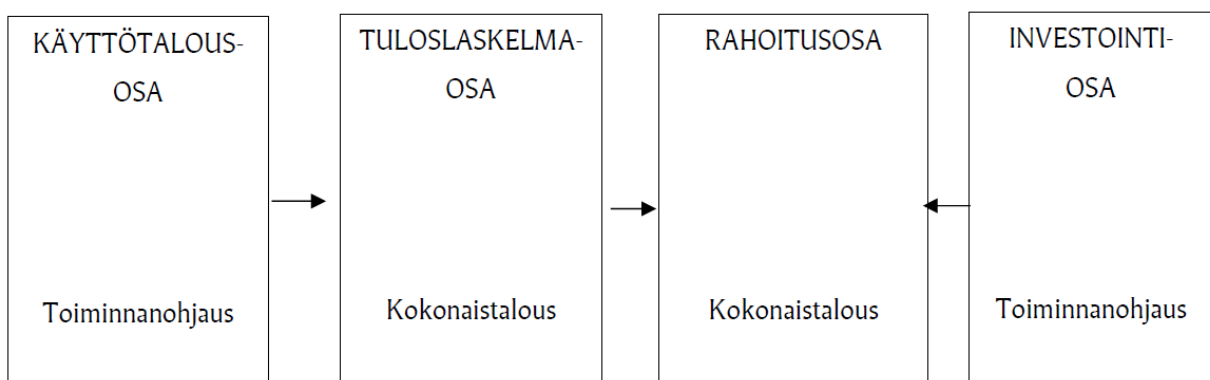 KÄYTTÖTALOUS-
OSA
Toiminnanohjaus
TULOSLASKELMA-
OSA
Kokonaistalous
RAHOITUSOSA
Kokonaistalous
INVESTOINTI-
OSA
Toiminnanohjaus